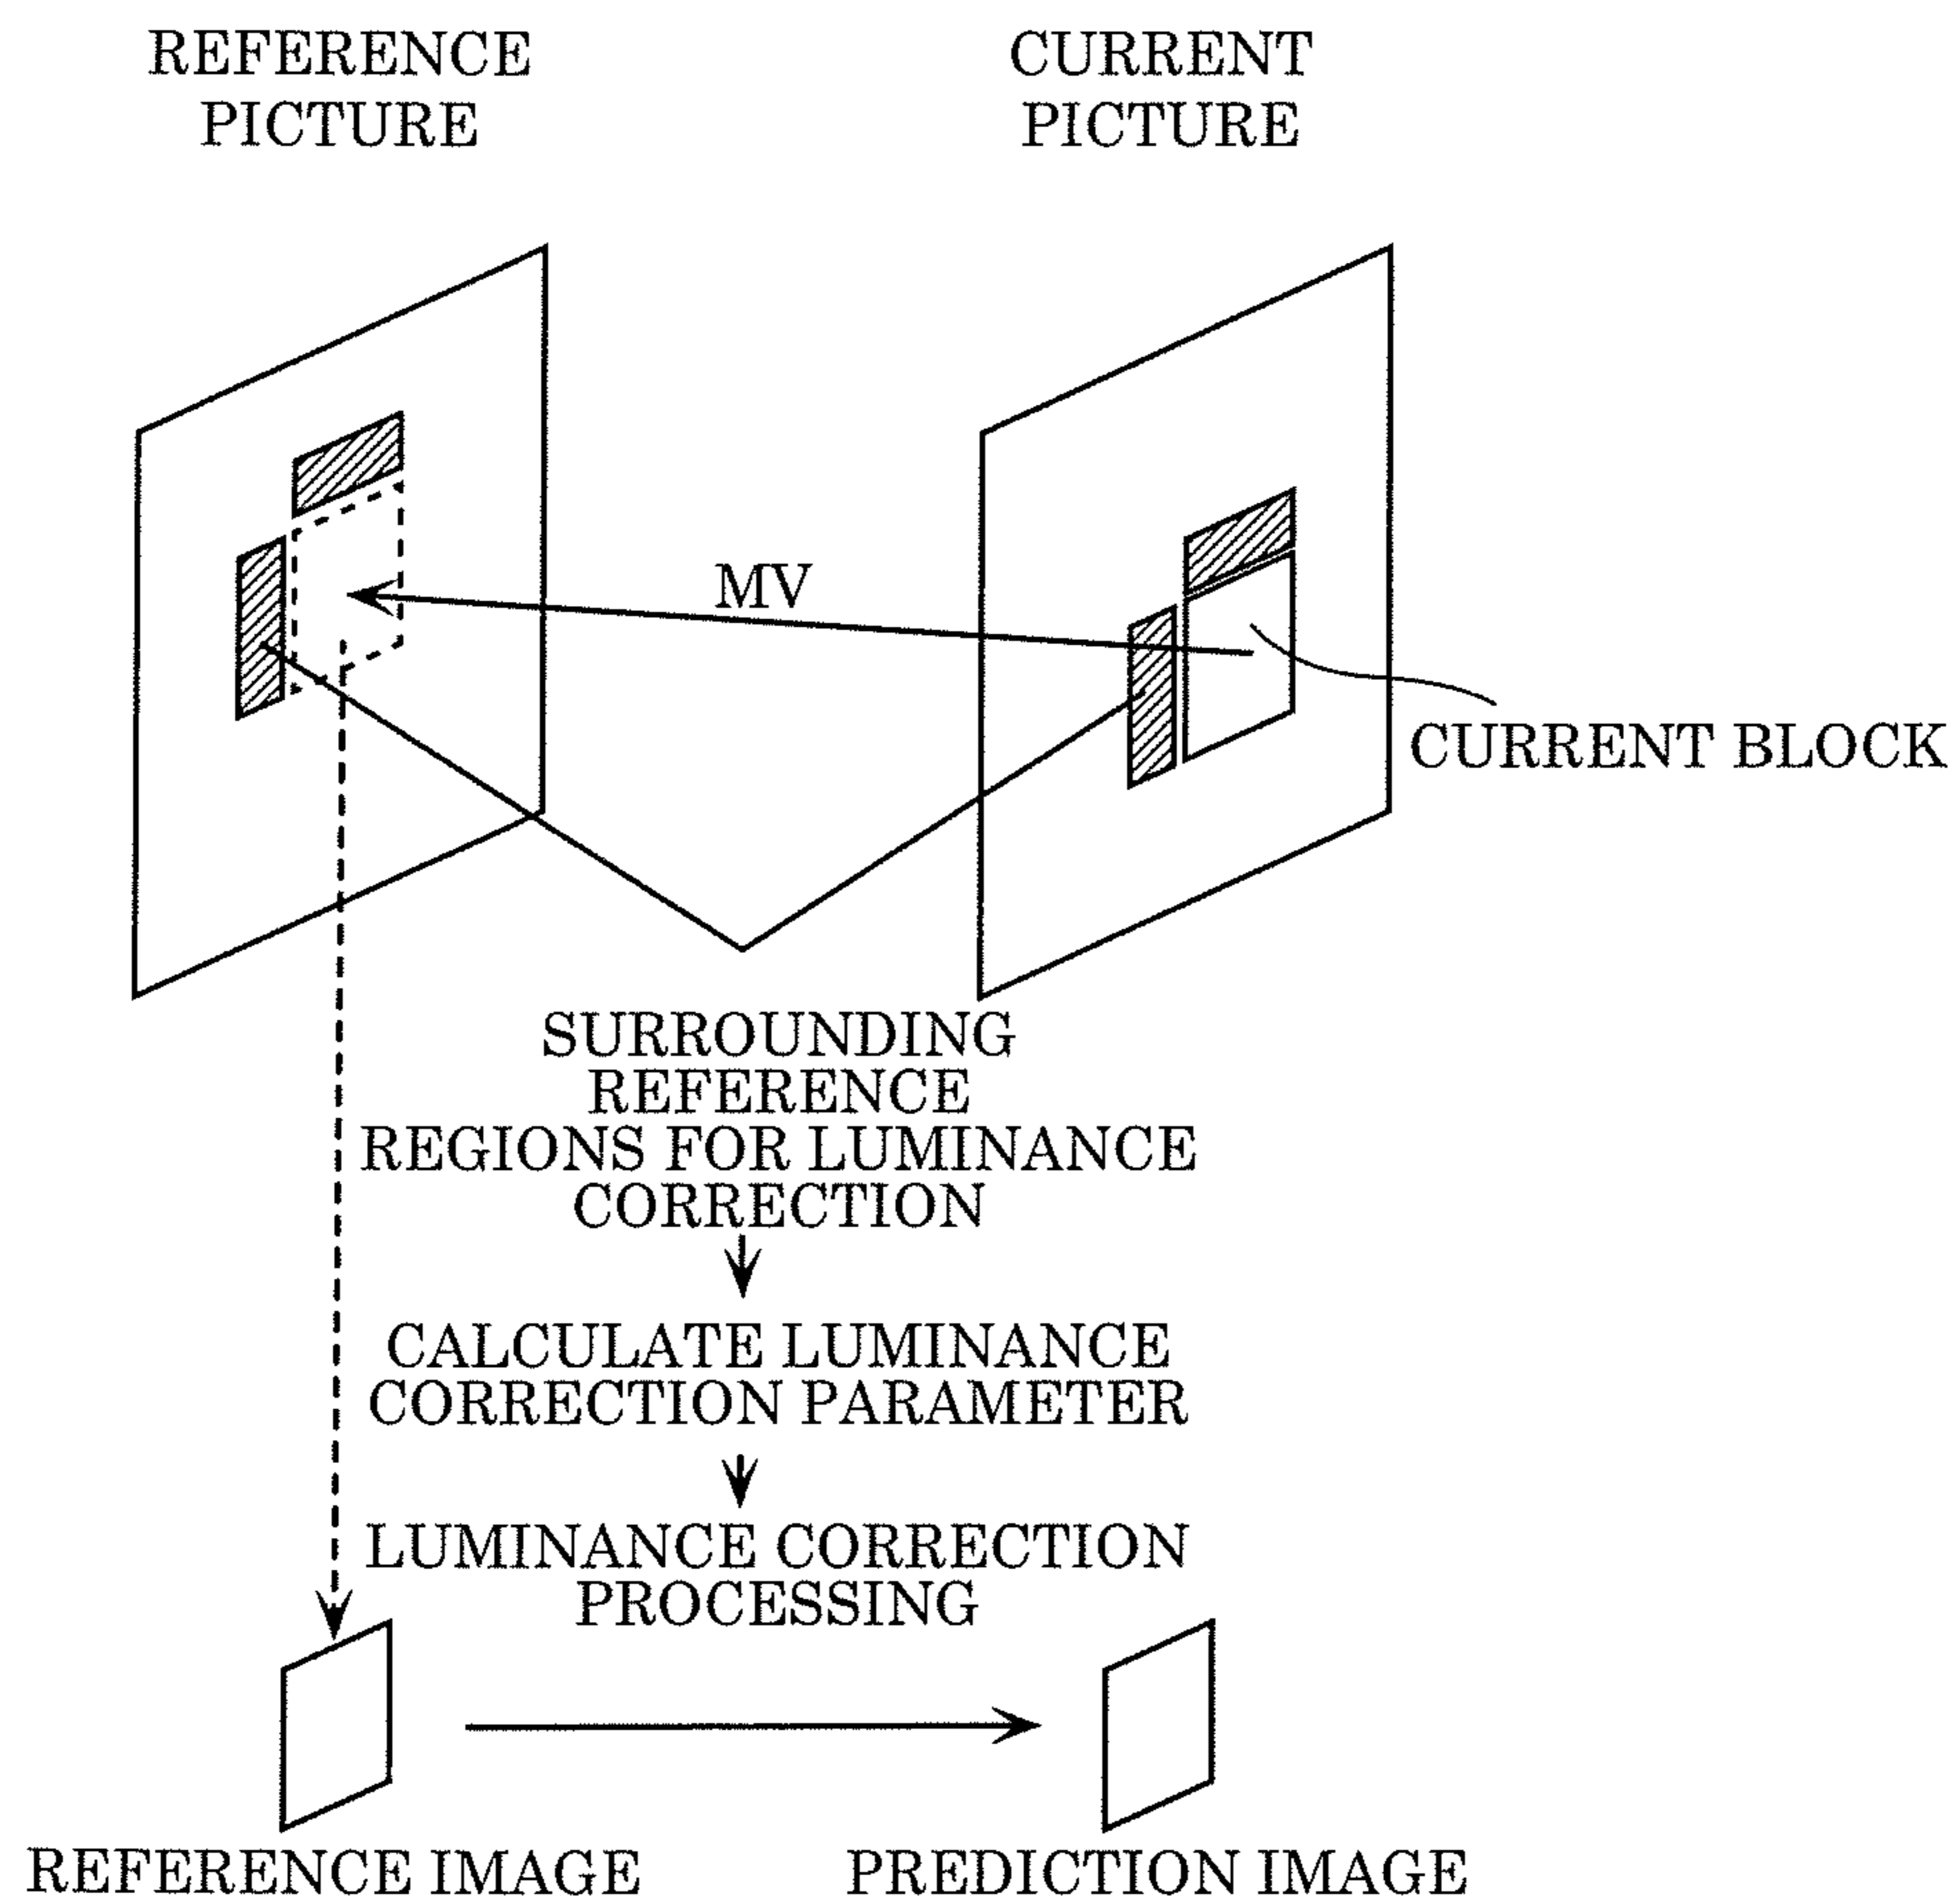 REFERENCE
PICTURE
CURRENT
PICTURE
MV
CURRENT BLOCK
SURROUNDING
REFERENCE
REGIONS FOR LUMINANCE
CORRECTION
CALCULATE LUMINANCE
CORRECTION PARAMETER
LUMINANCE CORRECTION
PROCESSING
REFERENCE IMAGE
PREDICTION IMAGE